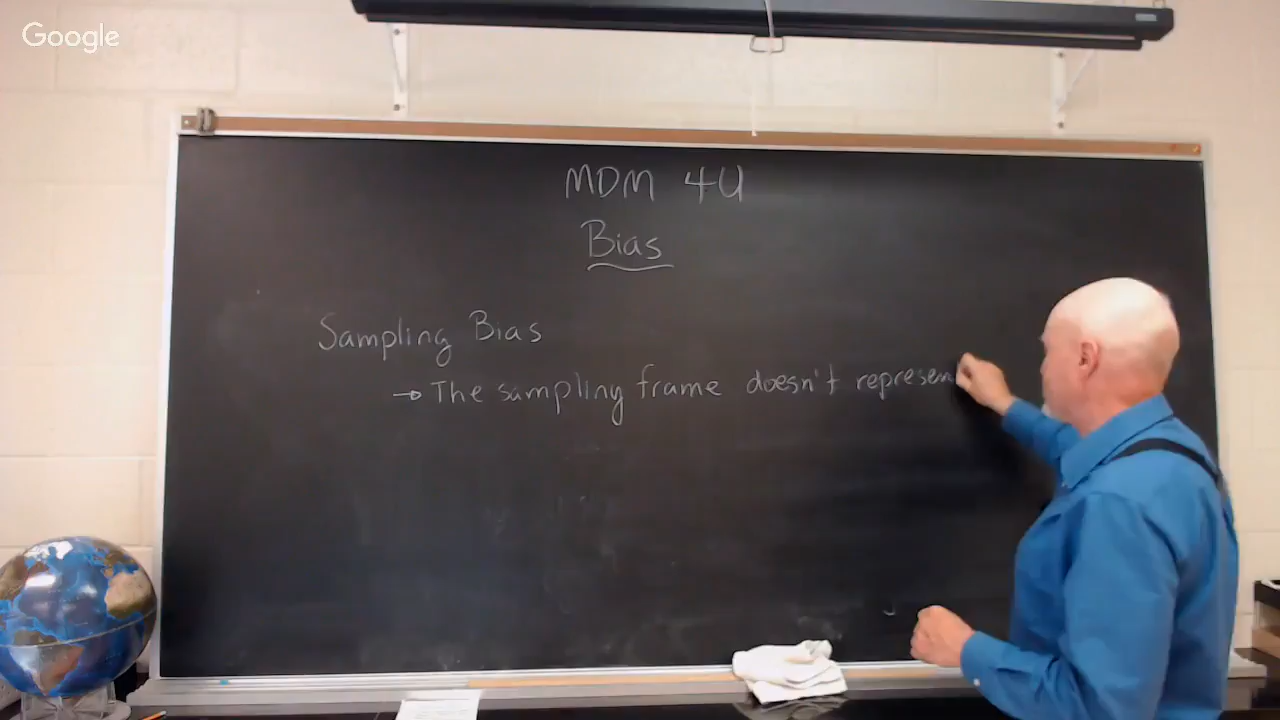 Google
MDM 4U
Bias
Sampling Bias
→ The sampling frame doesn't represen